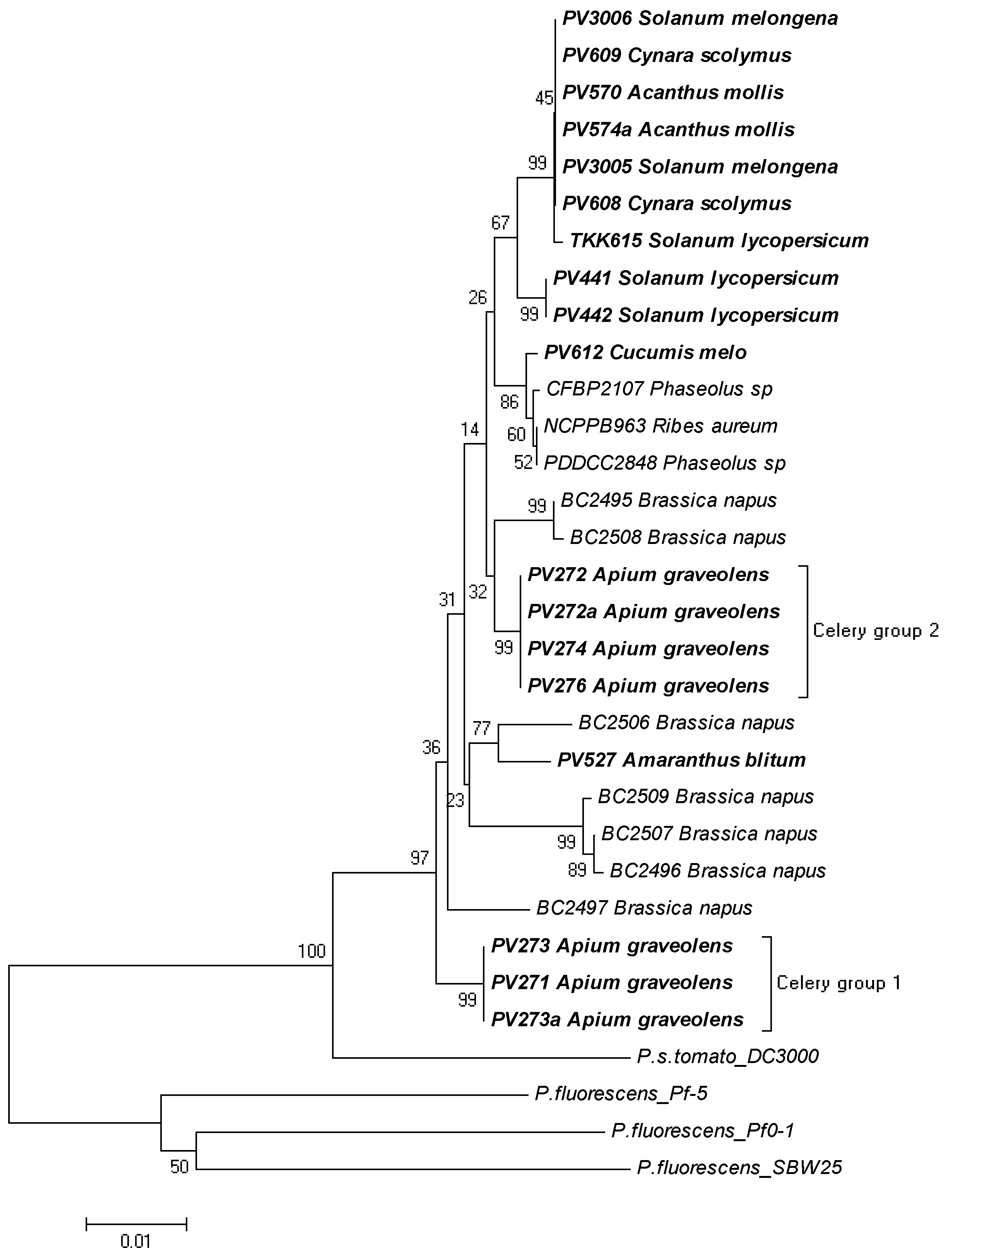 PV3006 Solanum melongena
PV609 Cynara scolymus
45
PV570 Acanthus mollis
PV574a Acanthus mollis
99
PV3005 Solanum melongena
PV608 Cynara scolymus
67
TKK615 Solanum lycopersicum
PV441 Solanum lycopersicum
26
99
PV442 Solanum lycopersicum
PV612 Cucumis melo
CFBP2107 Phaseolus sp
86
NCPPB963 Ribes aureum
14
60
52
PDDCC2848 Phaseolus sp
BC2495 Brassica napus
99
BC2508 Brassica napus
PV272 Apium graveolens
31
32
PV272a Apium graveolens
Celery group 2
99
PV274 Apium graveolens
PV276 Apium graveolens
77
BC2506 Brassica napus
36
PV527 Amaranthus blitum
23
BC2509 Brassica napus
99
BC2507 Brassica napus
97
89
BC2496 Brassica napus
BC2497 Brassica napus
100
PV273 Apium graveolens
99
PV271 Apium graveolens
Celery group 1
PV273a Apium graveolens
P.s.tomato_DC3000
P.fluorescens_Pf-5
P.fluorescens_Pf0-1
50
P.fluorescens_SBW25
0.01